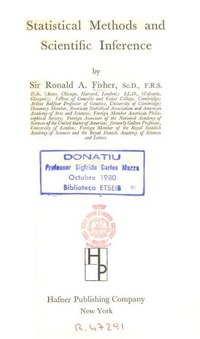 Statistical Methods and
Scientific Inference
by
Sir Ronald A. Fisher, Sc.D., F.R.S.
D.Sc. (Ames, Chicago, Harvard, London), LL.D. (Calcutta,
Glasgow); Fellow of Gonville and Caius College, Cambridge;
Arthur Balfour Professor of Genetics, University of Cambridge;
Honorary Member, American Statistical Association and American
Academy of Arts and Sciences; Foreign Member American Philo-
sophical Society; Foreign Associate of the National Academy of
Sciences of the United States of America; formerly Galton Professor,
University of London; Foreign Member of the Royal Swedish
Academy of Sciences and the Royal Danish Academy of Sciences
and Letters
DONATIU
Professor Sigfrido Carles Marra
Octubre 1980
Biblioteca ETSEIB
H
P
Hafner Publishing Company
New York
R. 47291